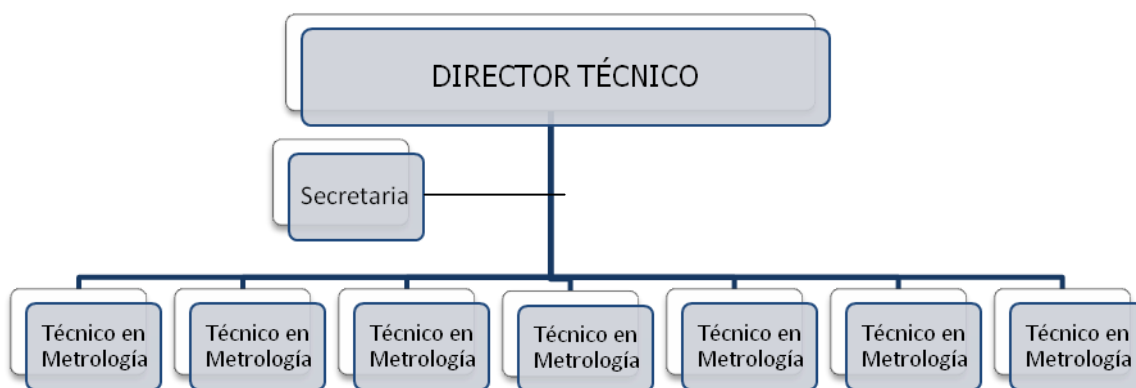 DIRECTOR TÉCNICO
Secretaria
Técnico en
Metrología
Técnico en
Metrología
Técnico en
Metrología
Técnico en
Metrología
Técnico en
Metrología
Técnico en
Metrología
Técnico en
Metrología